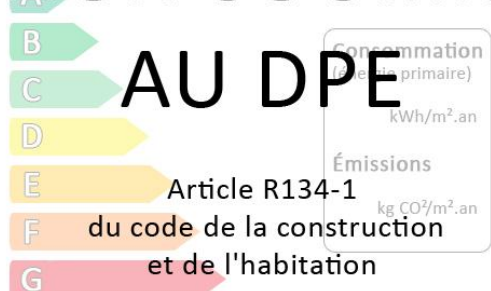 A
B
Consommation
AU DPE
(énergie primaire)
C
kWh/m².an
D
Émissions
E
Article R134-1
kg CO²/m².an
F
du code de la construction
et de l'habitation
G